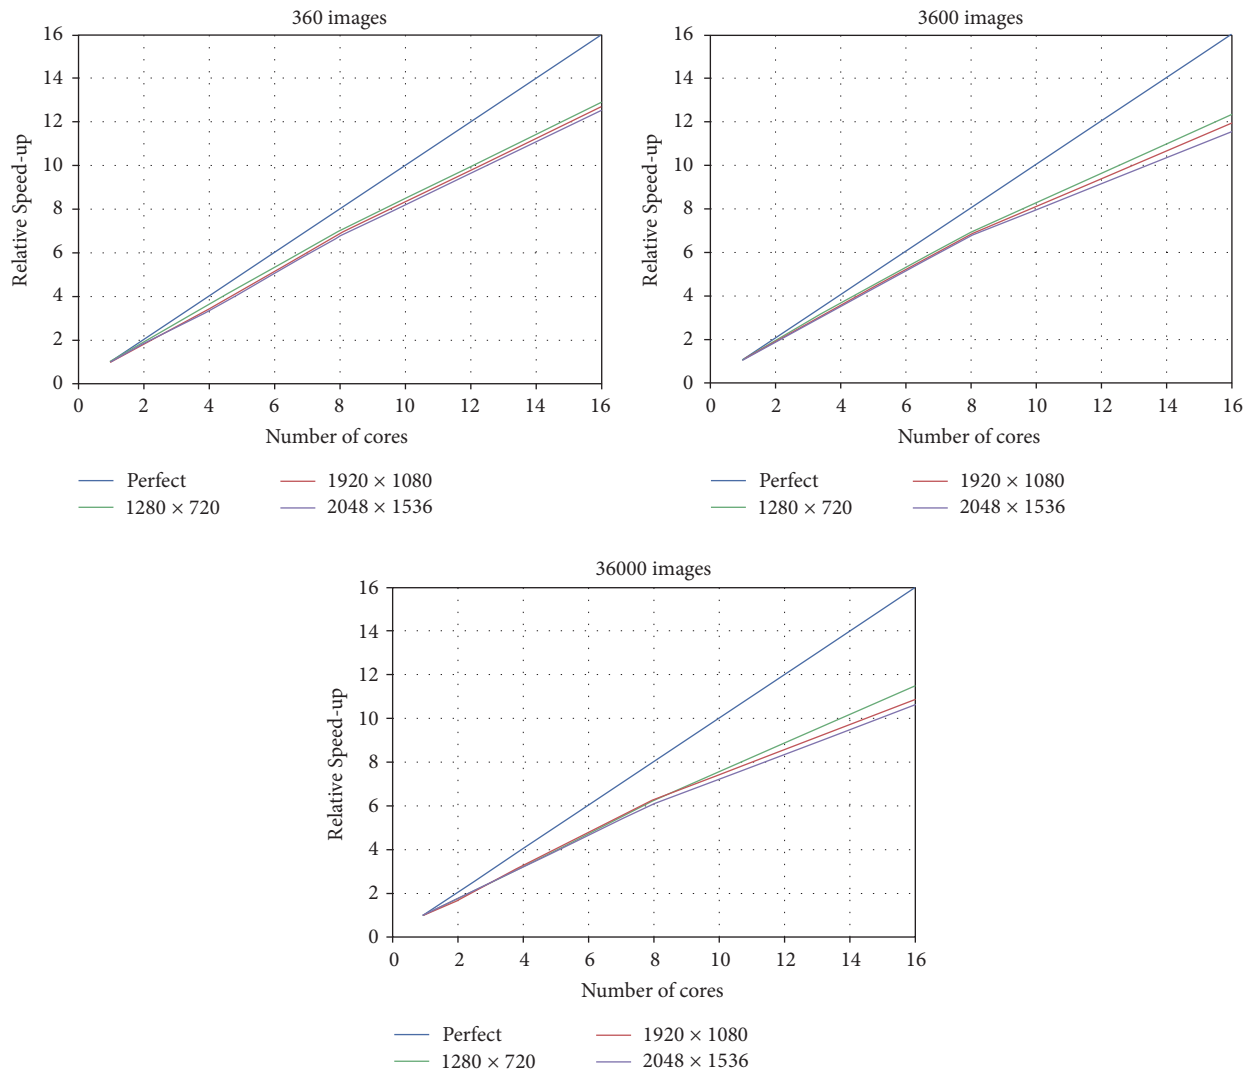 360 images
16
14
12
10
8
6
4
2
0
Relative Speed-up
0 2 4 6 8 10 12 14 16
Number of cores
Perfect 1920 × 1080
1280 × 720 2048 × 1536
3600 images
16
14
12
10
8
6
4
2
0
Relative Speed-up
0 2 4 6 8 10 12 14 16
Number of cores
Perfect 1920 × 1080
1280 × 720 2048 × 1536
36000 images
16
14
12
10
8
6
4
2
0
Relative Speed-up
0 2 4 6 8 10 12 14 16
Number of cores
Perfect 1920 × 1080
1280 × 720 2048 × 1536